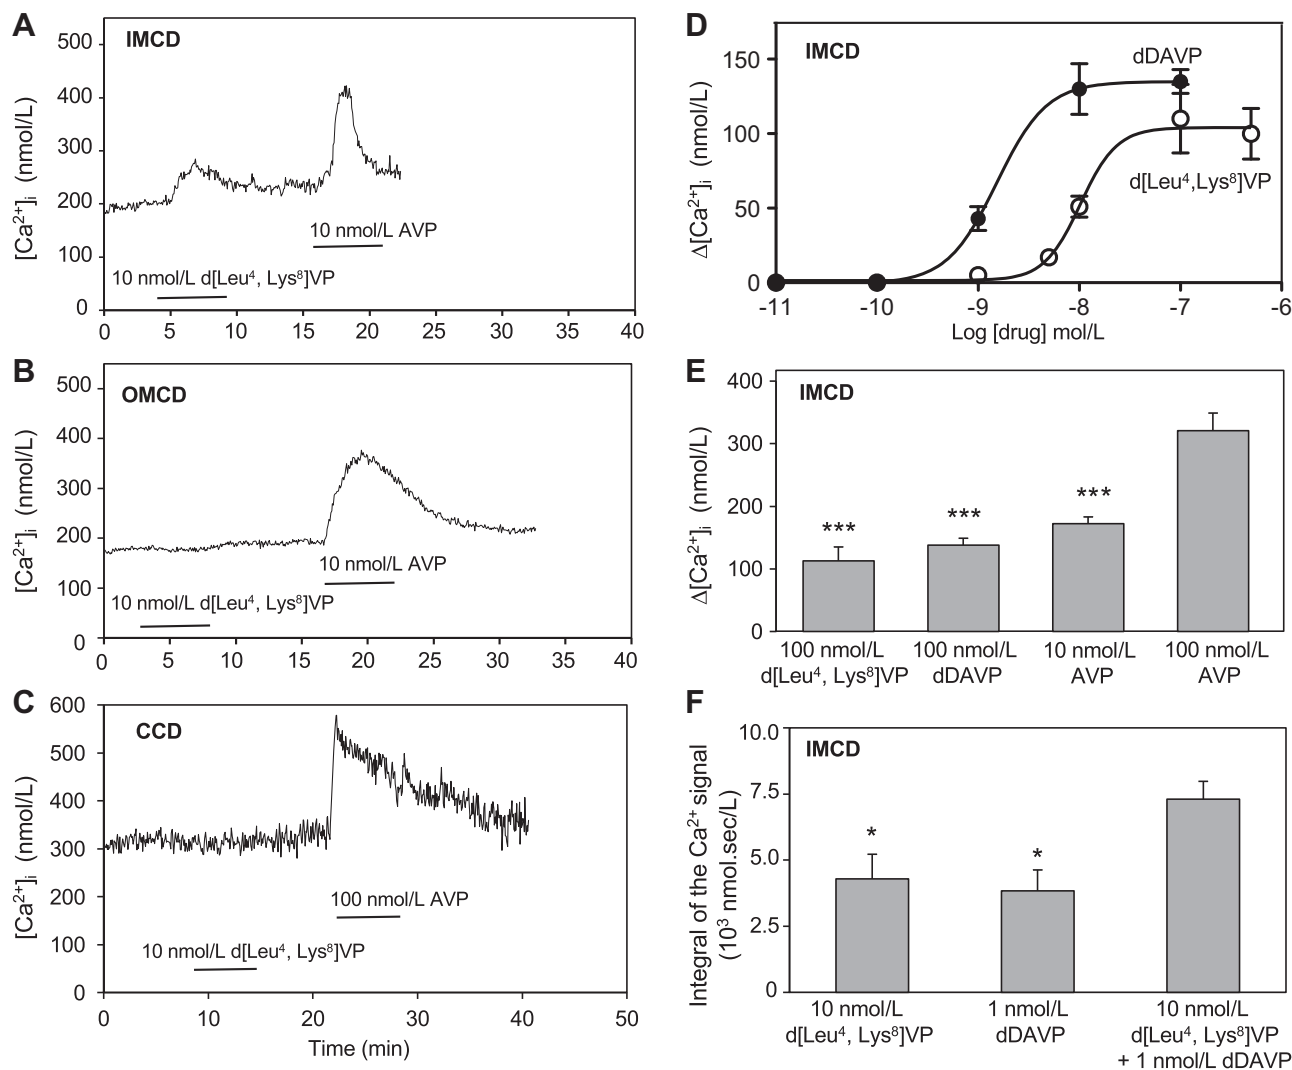 A
IMCD
500
400
300
200
100
0
[Ca²⁺]ᵢ (nmol/L)
10 nmol/L AVP
10 nmol/L d[Leu⁴, Lys⁸]VP
0 5 10 15 20 25 30 35 40
B
OMCD
500
400
300
200
100
0
[Ca²⁺]ᵢ (nmol/L)
10 nmol/L AVP
10 nmol/L d[Leu⁴, Lys⁸]VP
0 5 10 15 20 25 30 35 40
C
CCD
600
500
400
300
200
100
0
[Ca²⁺]ᵢ (nmol/L)
100 nmol/L AVP
10 nmol/L d[Leu⁴, Lys⁸]VP
0 10 20 30 40 50
Time (min)
D
IMCD
150
100
50
0
Δ[Ca²⁺]ᵢ (nmol/L)
dDAVP
d[Leu⁴,Lys⁸]VP
-11 -10 -9 -8 -7 -6
Log [drug] mol/L
E
IMCD
400
300
200
100
0
Δ[Ca²⁺]ᵢ (nmol/L)
*** *** ***
100 nmol/L 100 nmol/L 10 nmol/L 100 nmol/L
d[Leu⁴, Lys⁸]VP dDAVP AVP AVP
F
IMCD
10.0
7.5
5.0
2.5
0
Integral of the Ca²⁺ signal
(10³ nmol.sec/L)
* *
10 nmol/L 1 nmol/L 10 nmol/L
d[Leu⁴, Lys⁸]VP dDAVP d[Leu⁴, Lys⁸]VP
+ 1 nmol/L dDAVP